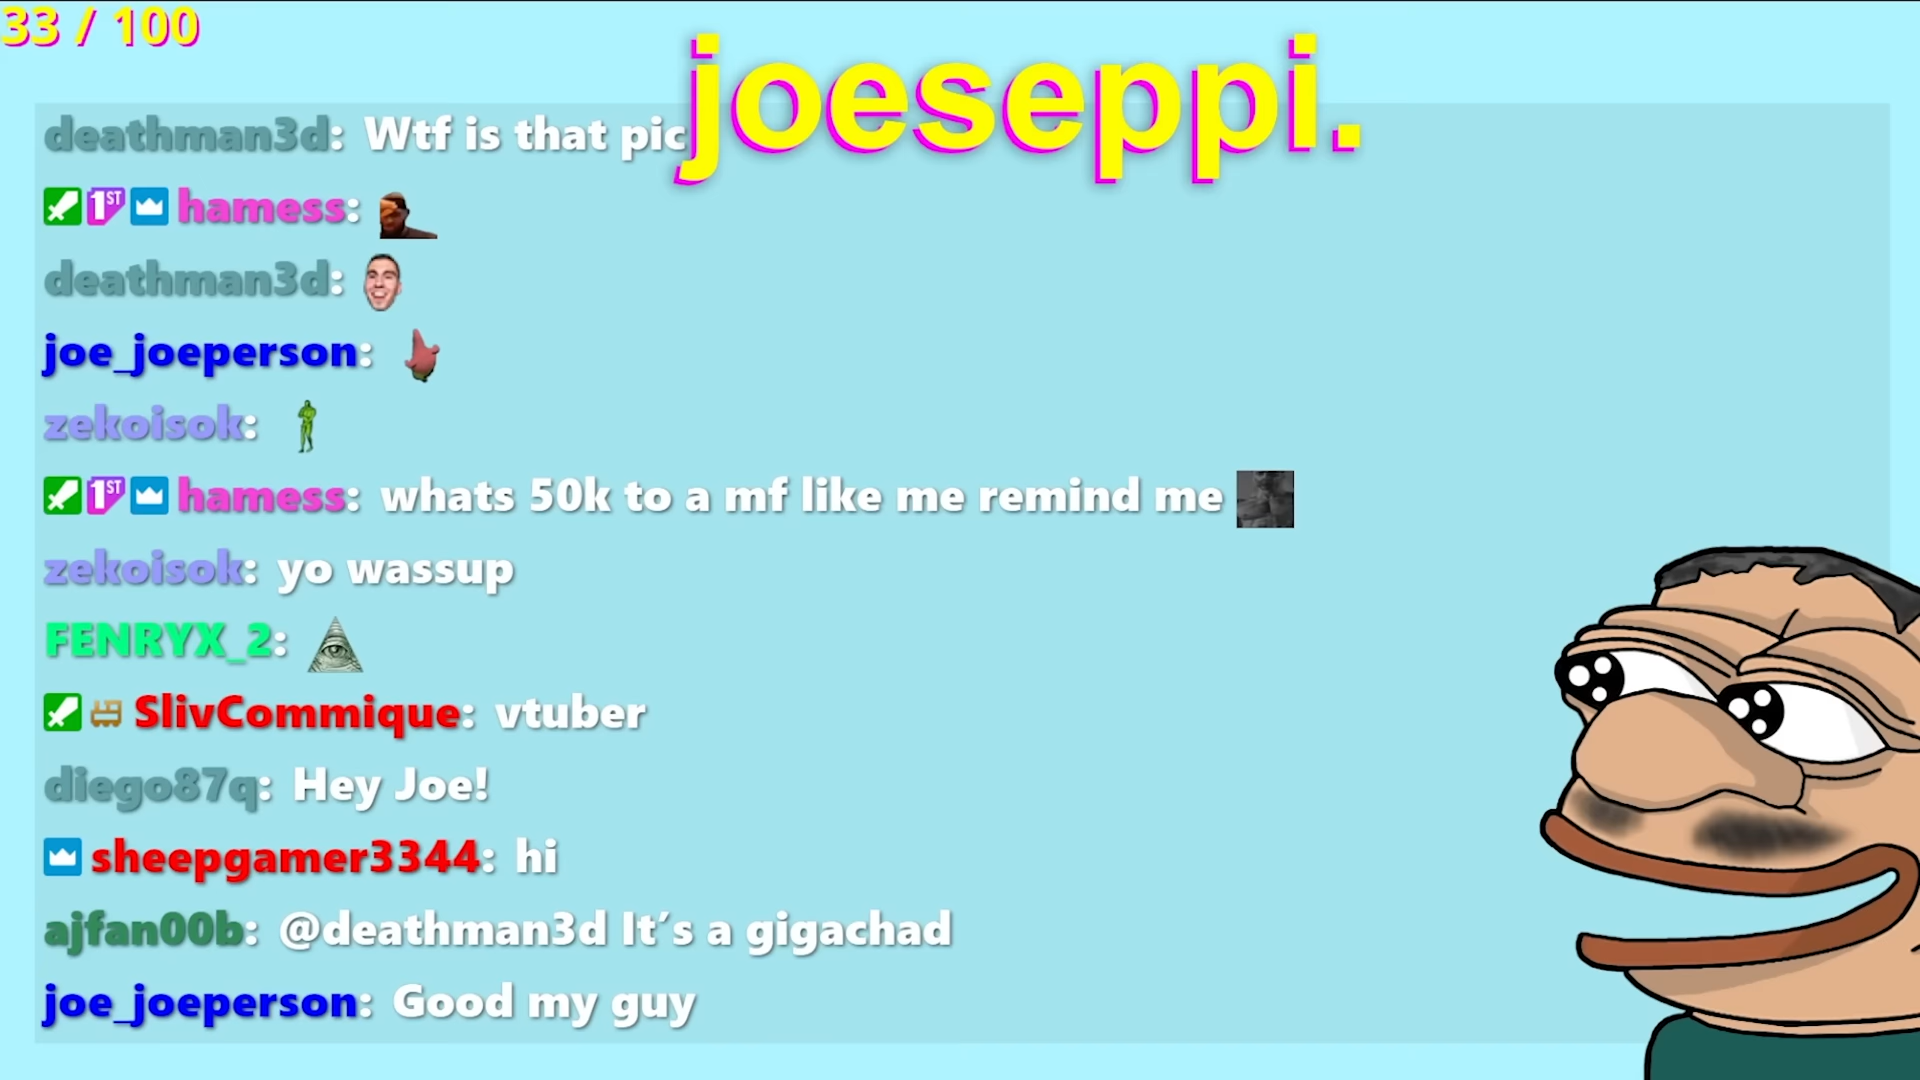 33 / 100
joeseppi.
deathman3d: Wtf is that pic
1ST hamess:
deathman3d:
joe_joeperson:
zekoisok:
1ST hamess: whats 50k to a mf like me remind me
zekoisok: yo wassup
FENRYX_2:
SlivCommique: vtuber
diego87q: Hey Joe!
sheepgamer3344: hi
ajfan00b: @deathman3d It’s a gigachad
joe_joeperson: Good my guy